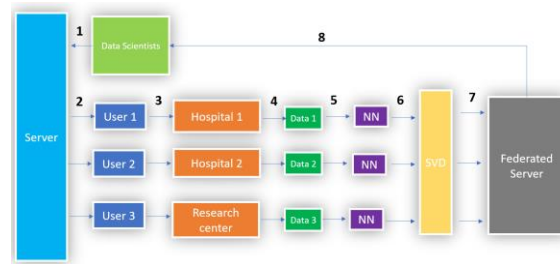 1
8
Data Scientists
2
3
4
5
6
7
User 1
Hospital 1
Data 1
NN
Server
User 2
Hospital 2
Data 2
NN
SVD
Federated
Server
User 3
Research
center
Data 3
NN